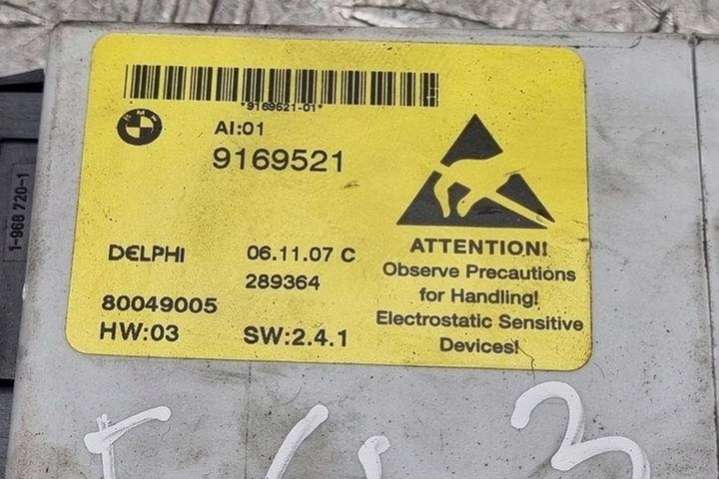 *9169521-01*
BMW
AI:01
9169521
DELPHI 06.11.07 C
289364
80049005
HW:03 SW:2.4.1
ATTENTION!
Observe Precautions
for Handling!
Electrostatic Sensitive
Devices!
1-968 720-1